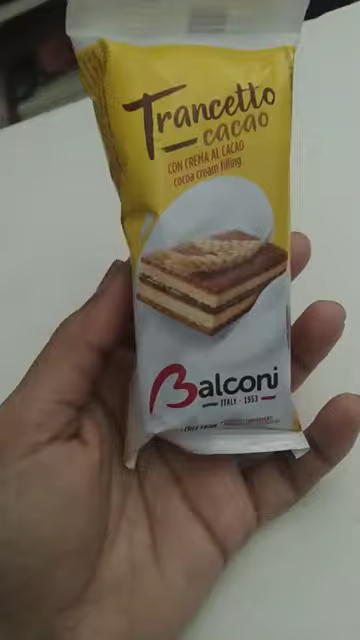 Trancetto
cacao
CON CREMA AL CACAO
cocoa cream filling
Balconi
ITALY - 1953